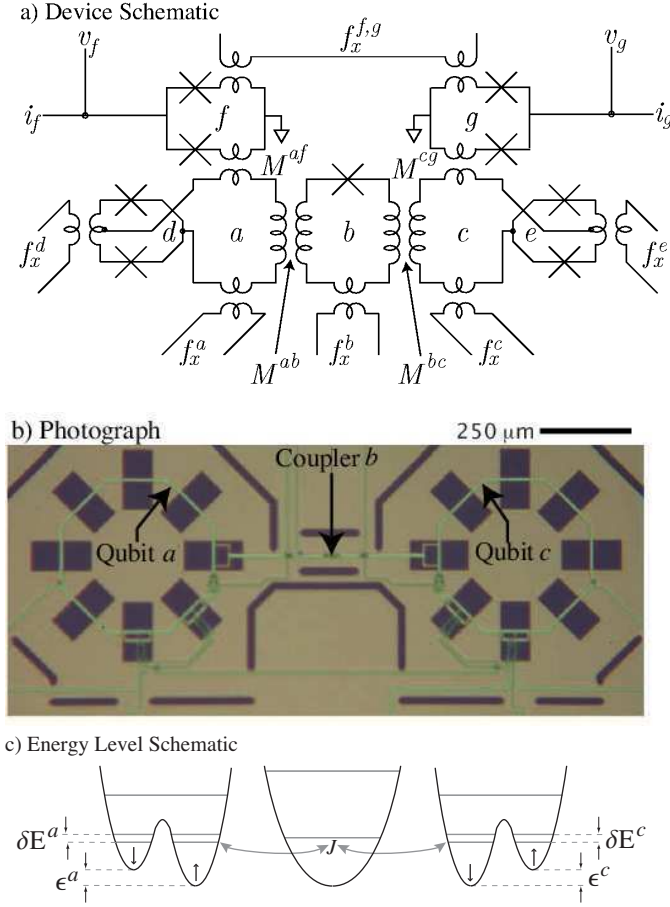 a) Device Schematic
v_f f_x^{f,g} v_g
i_f f g i_g
M^{af} M^{cg}
f_x^d d a b c e f_x^e
f_x^a M^{ab} f_x^b M^{bc} f_x^c
b) Photograph 250 μm
Coupler b
Qubit a Qubit c
c) Energy Level Schematic
δE^a J δE^c
↓ ↑ ↓ ↑
ϵ^a ϵ^c